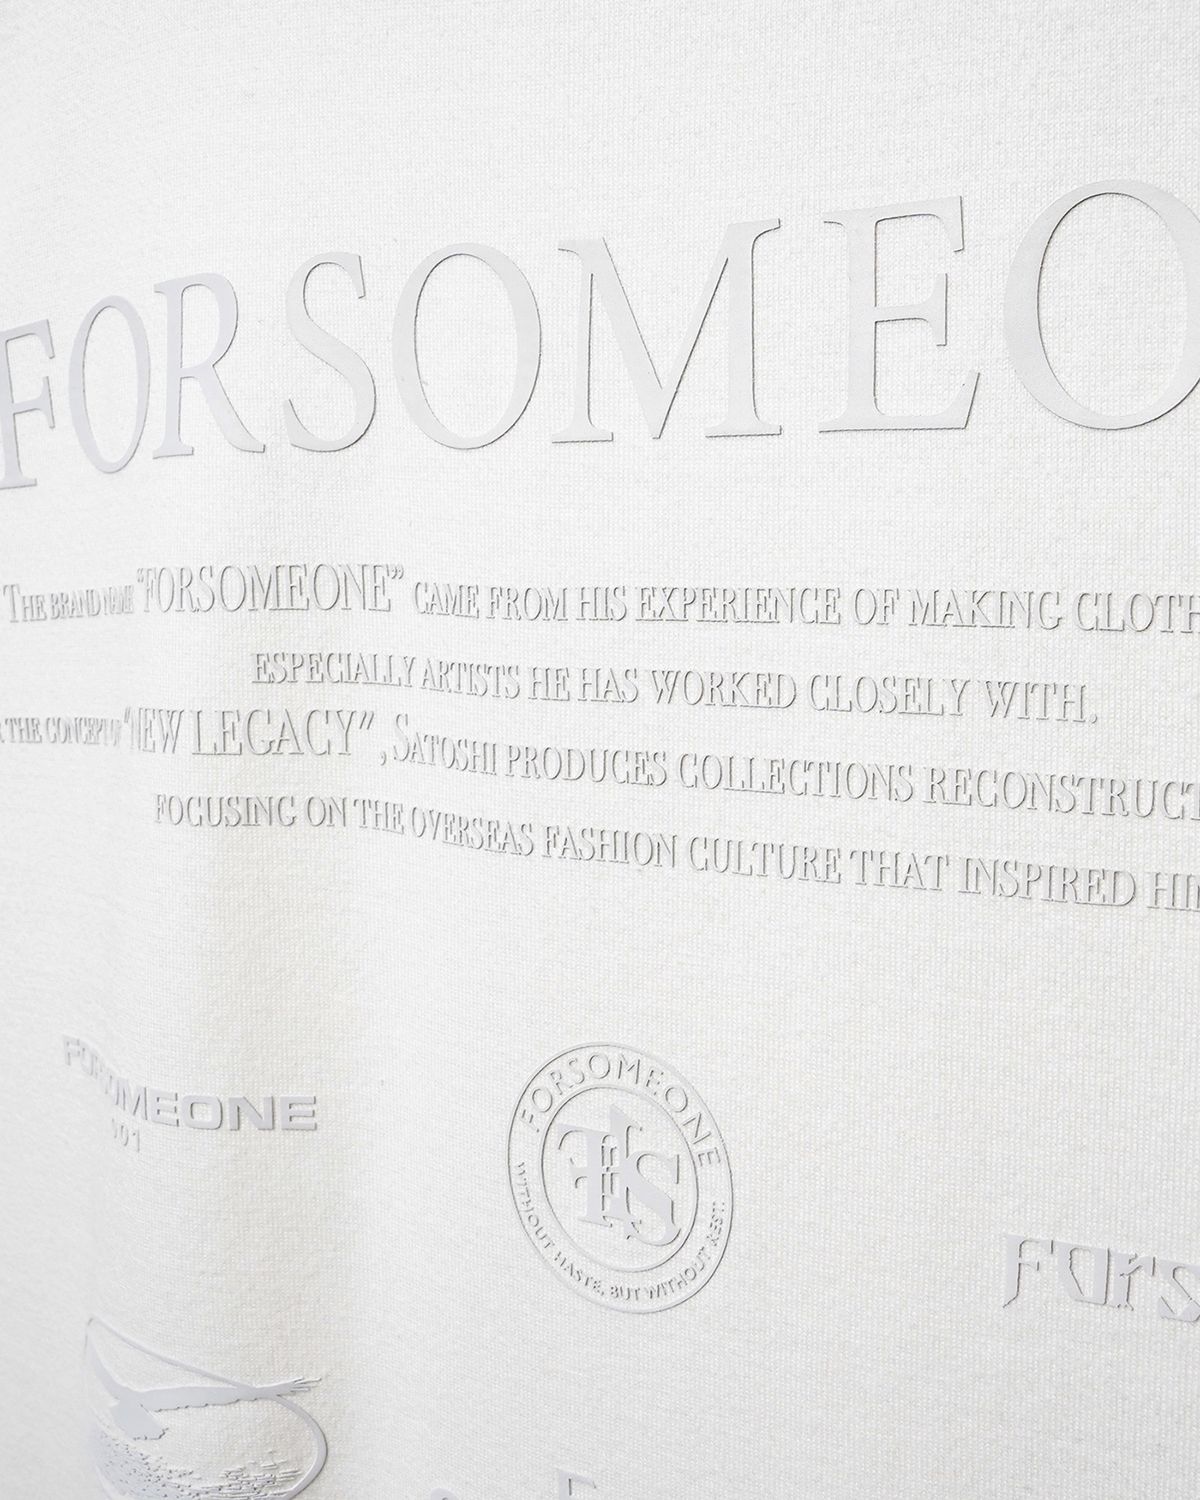 FORSOMEO
THE BRAND NAME "FORSOMEONE" CAME FROM HIS EXPERIENCE OF MAKING CLOTH
ESPECIALLY ARTISTS HE HAS WORKED CLOSELY WITH.
THE CONCEPT OF "NEW LEGACY", SATOSHI PRODUCES COLLECTIONS RECONSTRUCT
FOCUSING ON THE OVERSEAS FASHION CULTURE THAT INSPIRED HI
FORSOMEONE
001
FORSOMEONE
FS
WITHOUT HASTE, BUT WITHOUT REST!
Fors